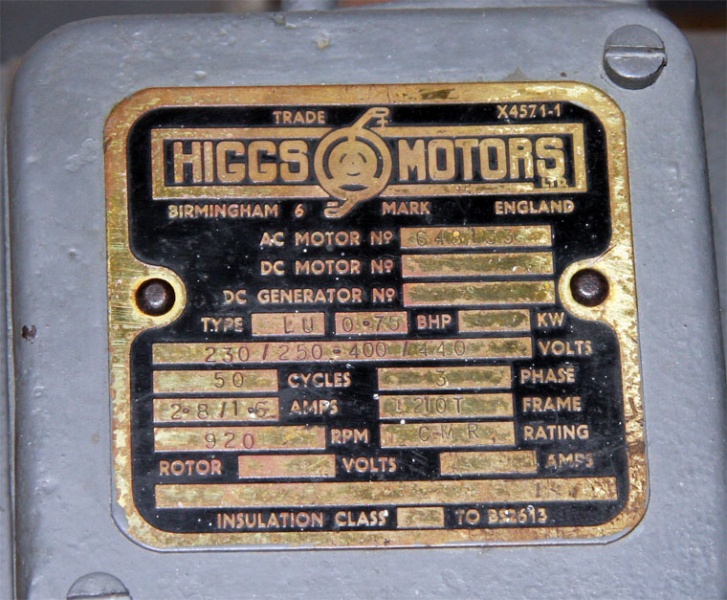 TRADE X4571-1
HIGGS MOTORS LTD.
BIRMINGHAM 6 MARK ENGLAND
AC MOTOR Nº
DC MOTOR Nº
DC GENERATOR Nº
TYPE LU 0·75 BHP KW
230/250-400/440 VOLTS
50 CYCLES 3 PHASE
2·8/1·6 AMPS 1210T FRAME
920 RPM C·M·R. RATING
ROTOR VOLTS AMPS
INSULATION CLASS TO BS2613